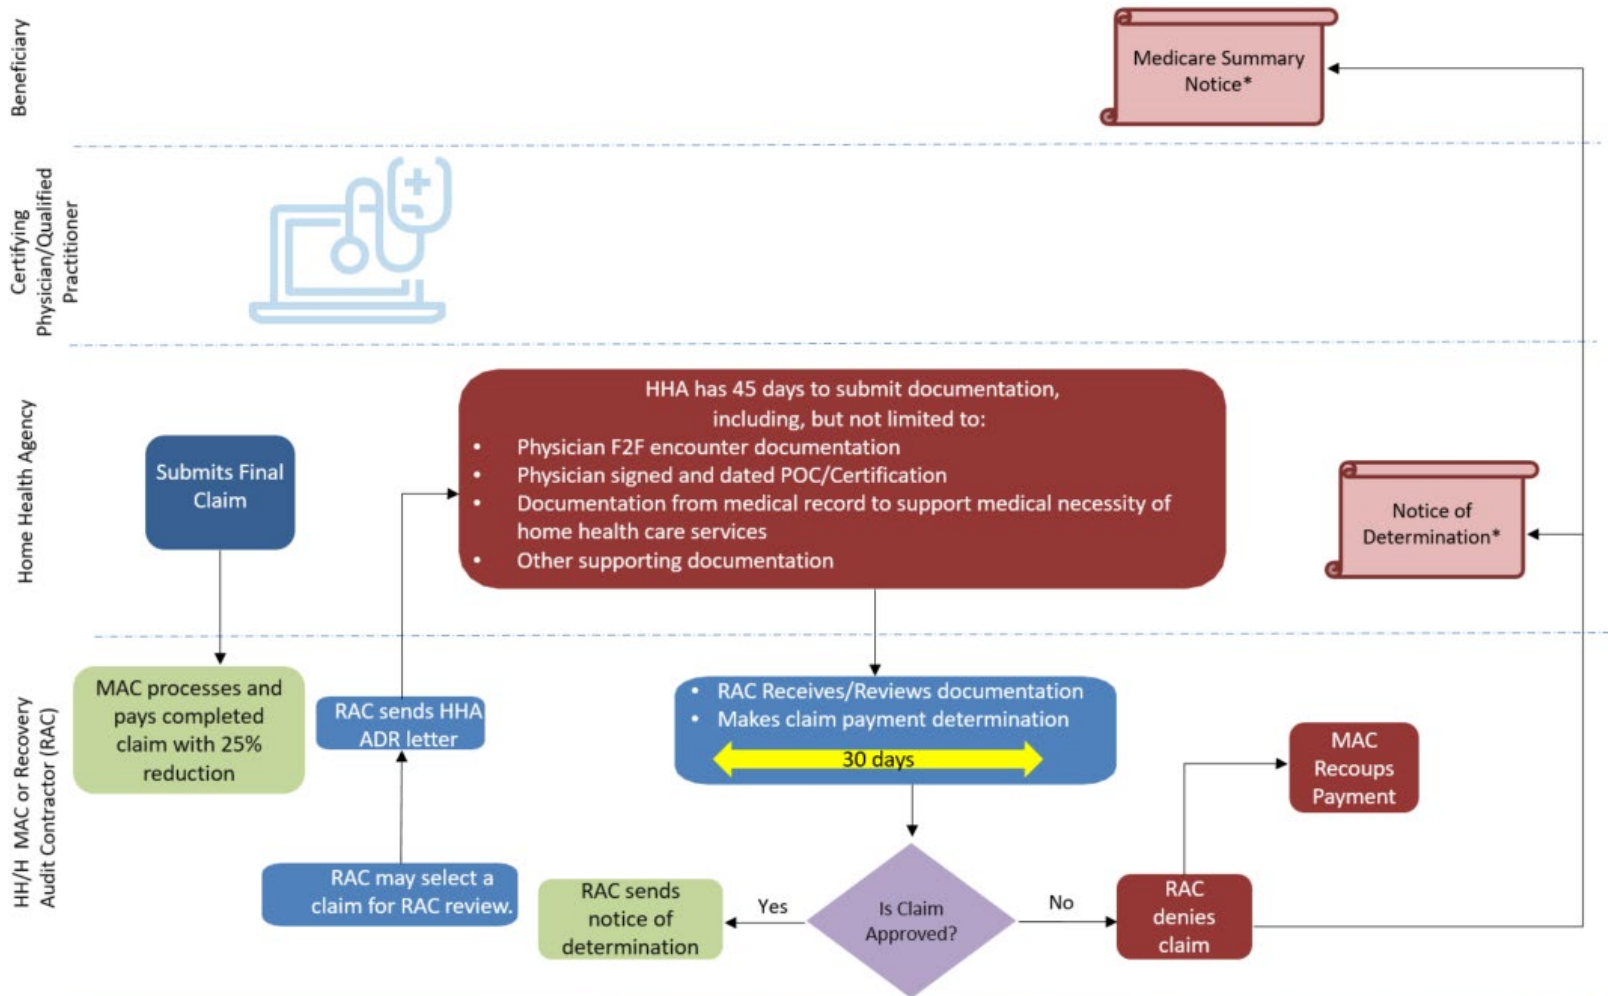 Beneficiary
Medicare Summary
Notice*
Certifying
Physician/Qualified
Practitioner
Home Health Agency
Submits Final
Claim
HHA has 45 days to submit documentation,
including, but not limited to:
• Physician F2F encounter documentation
• Physician signed and dated POC/Certification
• Documentation from medical record to support medical necessity of
home health care services
• Other supporting documentation
Notice of
Determination*
HH/H MAC or Recovery
Audit Contractor (RAC)
MAC processes and
pays completed
claim with 25%
reduction
RAC sends HHA
ADR letter
RAC may select a
claim for RAC review.
• RAC Receives/Reviews documentation
• Makes claim payment determination
30 days
Is Claim
Approved?
Yes
RAC sends
notice of
determination
No
RAC
denies
claim
MAC
Recoups
Payment